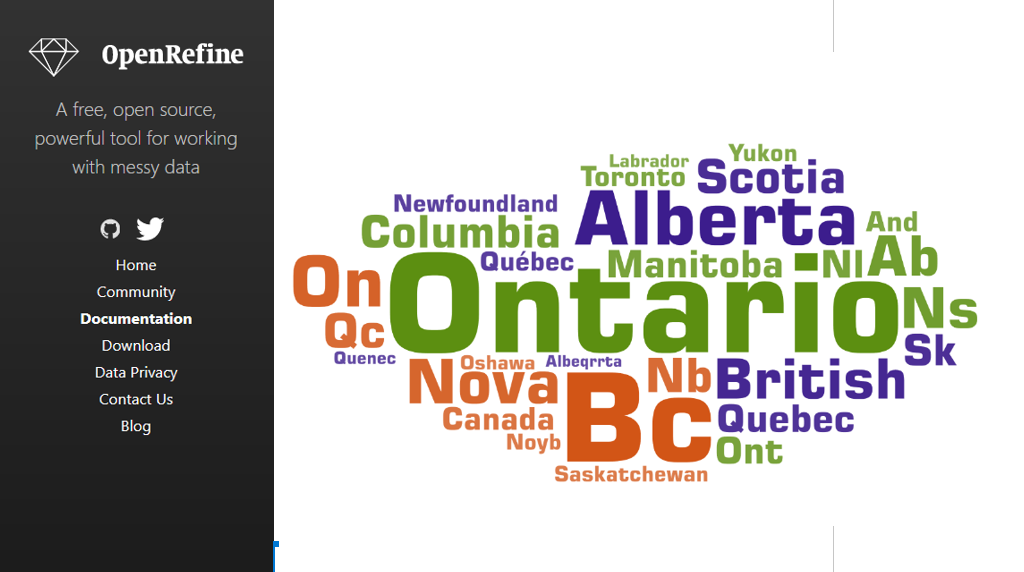 OpenRefine
A free, open source,
powerful tool for working
with messy data
Home
Community
Documentation
Download
Data Privacy
Contact Us
Blog
Labrador
Yukon
Toronto
Scotia
Newfoundland
Alberta
Columbia
And
Québec
Manitoba
Nl
Ab
On
Ontario
Ns
Qc
Sk
Quenec
Oshawa
Albeqrrta
Nova
Nb
British
Canada
Bc
Quebec
Noyb
Ont
Saskatchewan